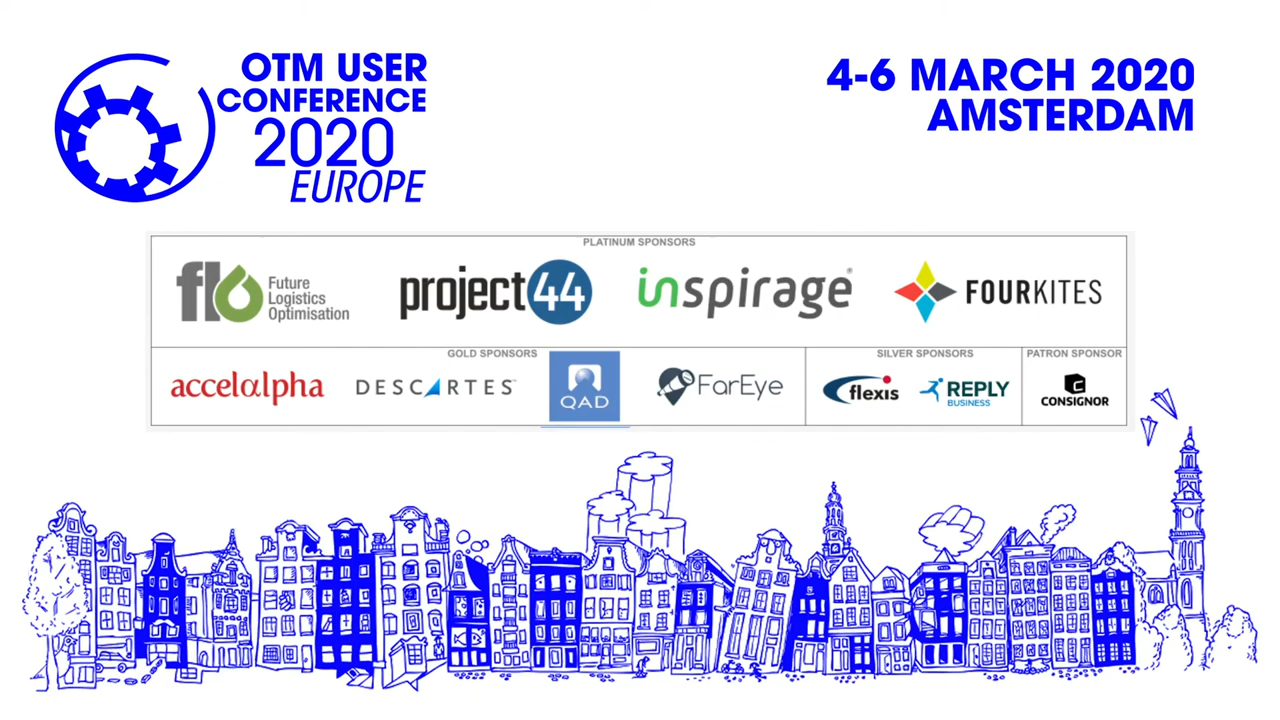 OTM USER
CONFERENCE
2020
EUROPE
4-6 MARCH 2020
AMSTERDAM
PLATINUM SPONSORS
flo Future
Logistics
Optimisation
project44
inspirage®
FOURKITES
GOLD SPONSORS
accelalpha
DESCARTES™
QAD
FarEye
SILVER SPONSORS
flexis
REPLY
BUSINESS
PATRON SPONSOR
CONSIGNOR